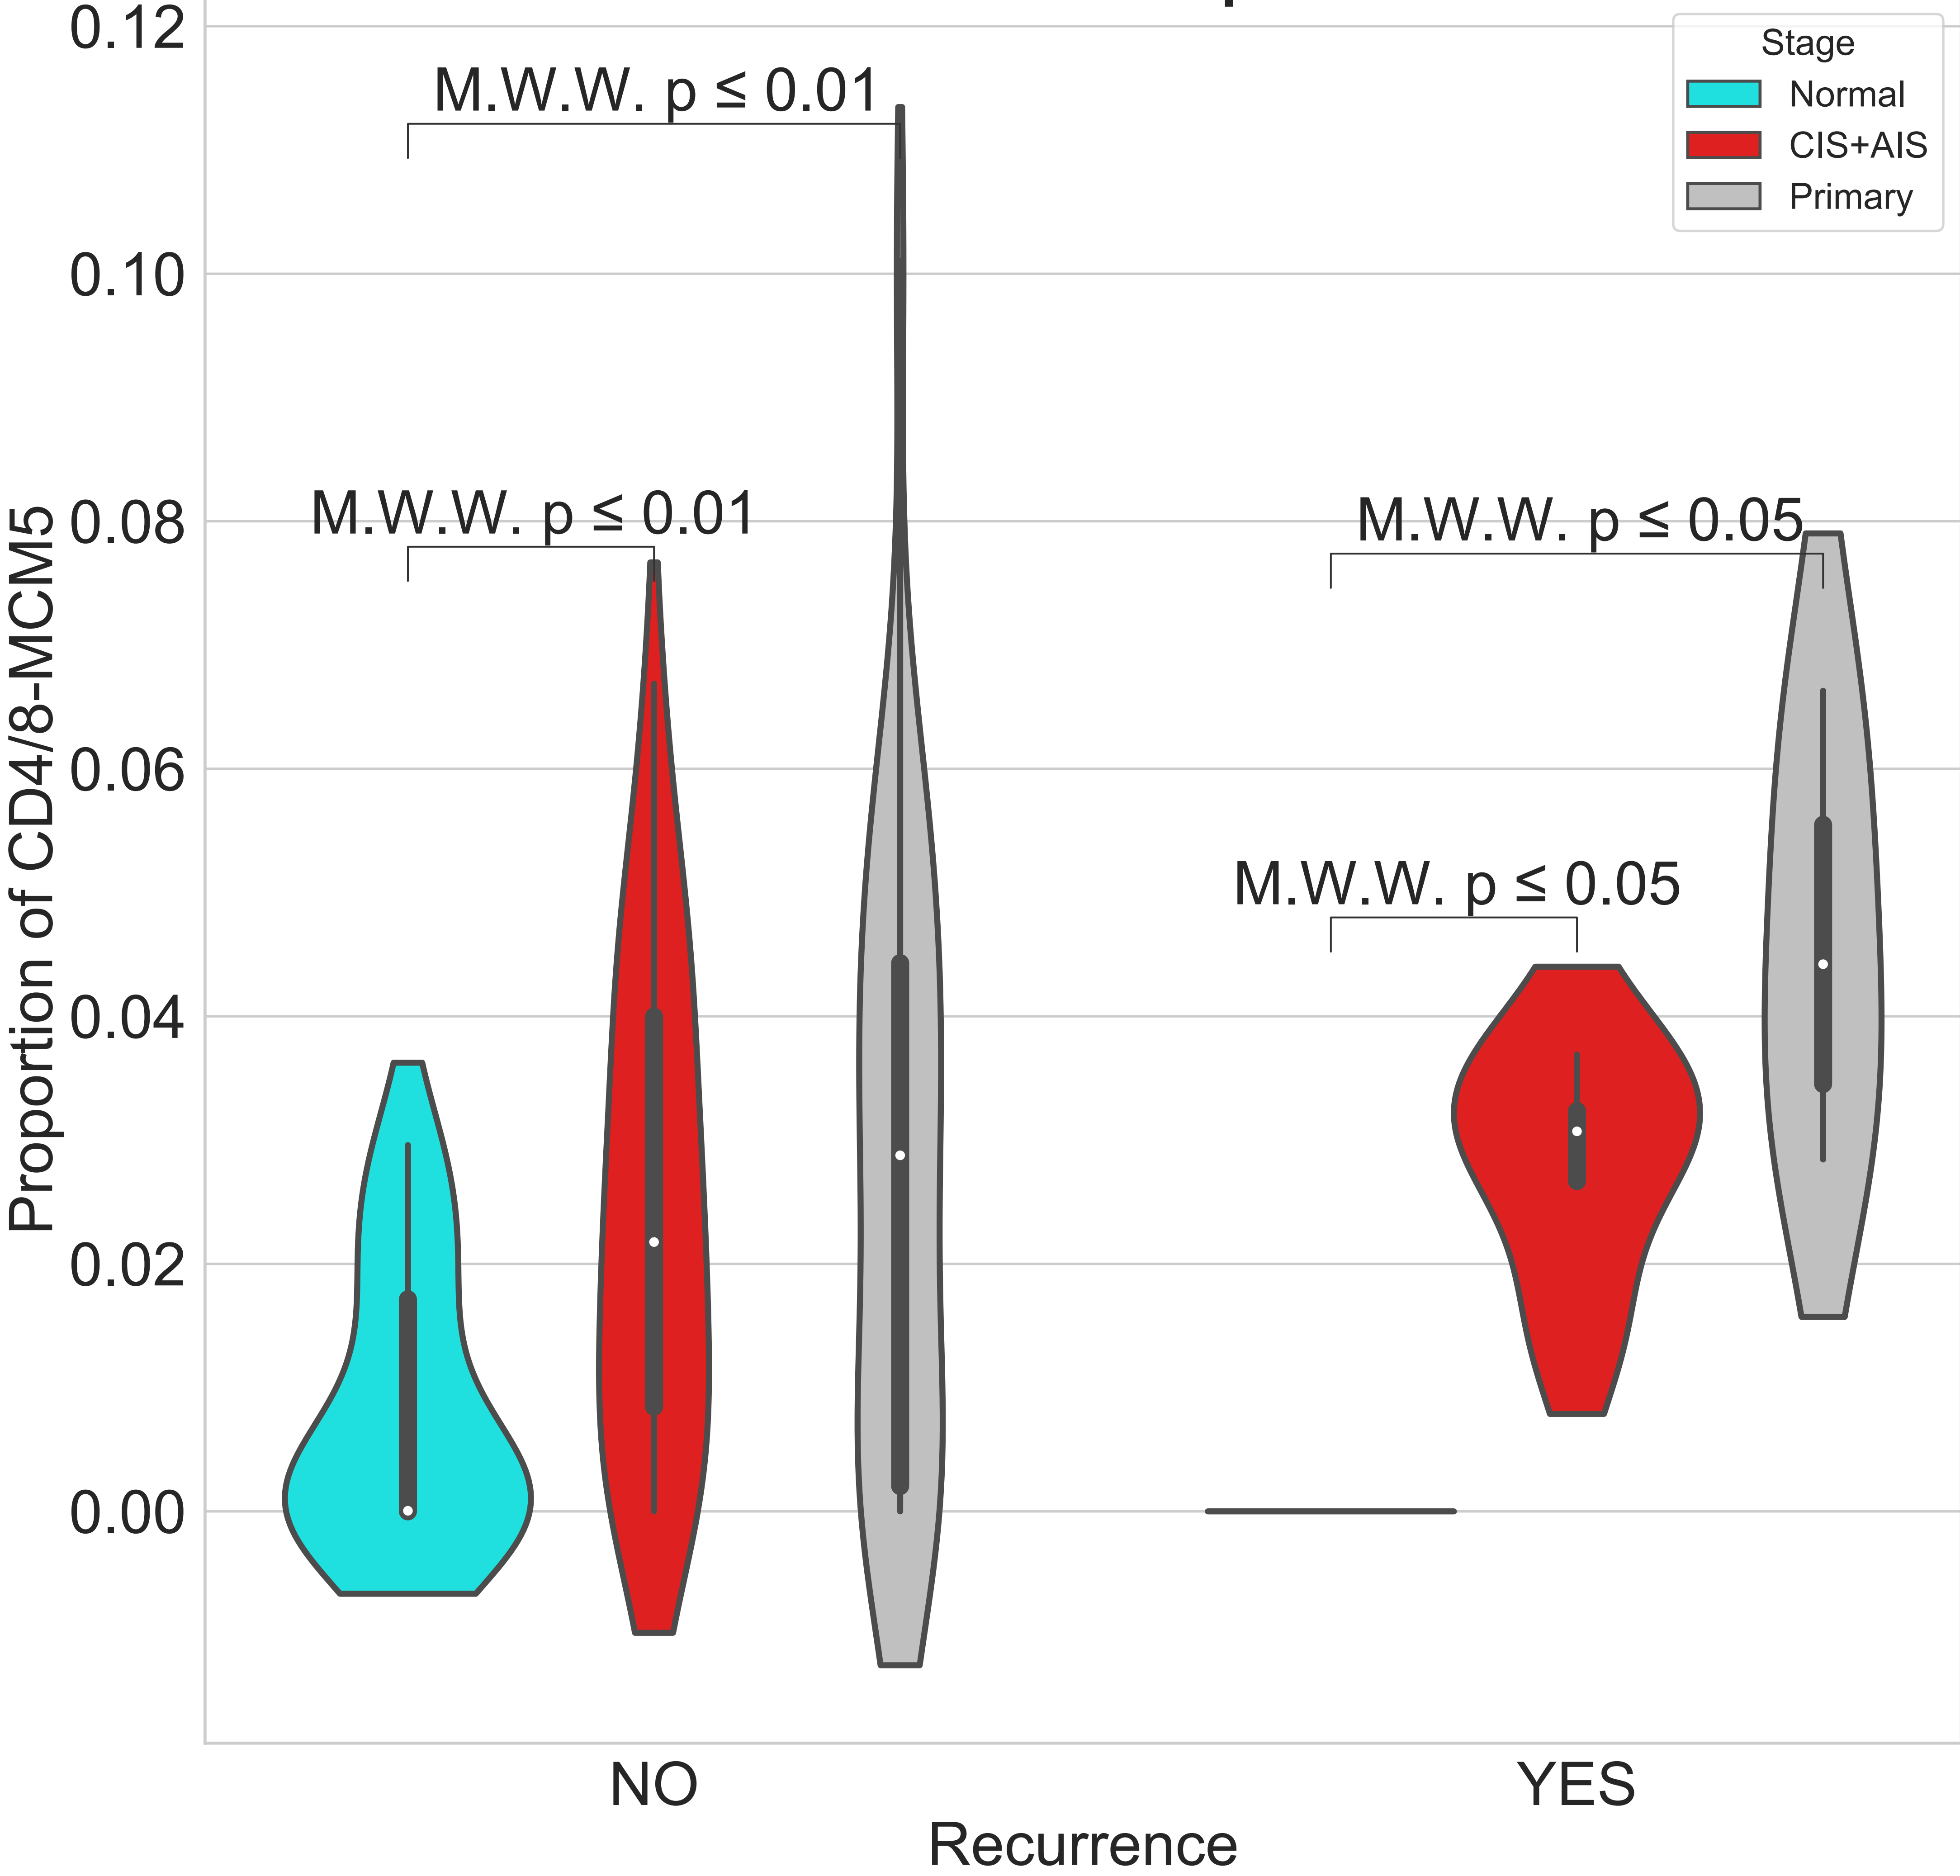 Stage
Normal
CIS+AIS
Primary
M.W.W. p ≤ 0.01
M.W.W. p ≤ 0.01
M.W.W. p ≤ 0.05
M.W.W. p ≤ 0.05
Proportion of CD4/8-MCM5
0.12
0.10
0.08
0.06
0.04
0.02
0.00
NO
YES
Recurrence